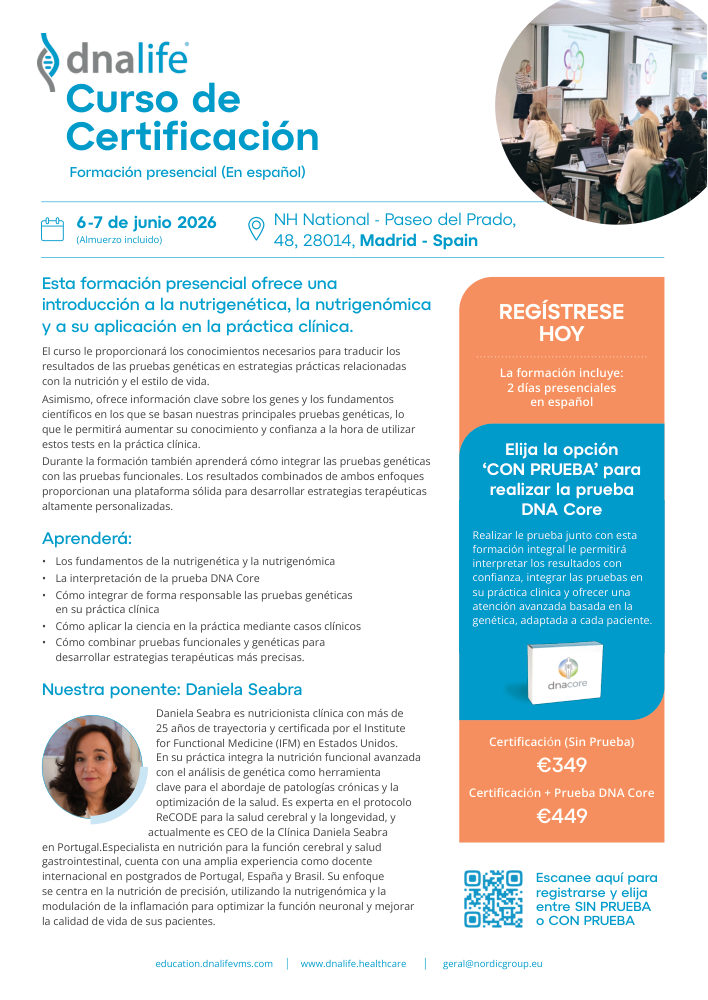 dnalife
Curso de
Certificación
Formación presencial (En español)
6-7 de junio 2026
(Almuerzo incluido)
NH National - Paseo del Prado,
48, 28014, Madrid - Spain
Esta formación presencial ofrece una
introducción a la nutrigenética, la nutrigenómica
y a su aplicación en la práctica clínica.
El curso le proporcionará los conocimientos necesarios para traducir los
resultados de las pruebas genéticas en estrategias prácticas relacionadas
con la nutrición y el estilo de vida.
Asimismo, ofrece información clave sobre los genes y los fundamentos
científicos en los que se basan nuestras principales pruebas genéticas, lo
que le permitirá aumentar su conocimiento y confianza a la hora de utilizar
estos tests en la práctica clínica.
Durante la formación también aprenderá cómo integrar las pruebas genéticas
con las pruebas funcionales. Los resultados combinados de ambos enfoques
proporcionan una plataforma sólida para desarrollar estrategias terapéuticas
altamente personalizadas.
Aprenderá:
• Los fundamentos de la nutrigenética y la nutrigenómica
• La interpretación de la prueba DNA Core
• Cómo integrar de forma responsable las pruebas genéticas
en su práctica clínica
• Cómo aplicar la ciencia en la práctica mediante casos clínicos
• Cómo combinar pruebas funcionales y genéticas para
desarrollar estrategias terapéuticas más precisas.
Nuestra ponente: Daniela Seabra
Daniela Seabra es nutricionista clínica con más de
25 años de trayectoria y certificada por el Institute
for Functional Medicine (IFM) en Estados Unidos.
En su práctica integra la nutrición funcional avanzada
con el análisis de genética como herramienta
clave para el abordaje de patologías crónicas y la
optimización de la salud. Es experta en el protocolo
ReCODE para la salud cerebral y la longevidad, y
actualmente es CEO de la Clínica Daniela Seabra
en Portugal.Especialista en nutrición para la función cerebral y salud
gastrointestinal, cuenta con una amplia experiencia como docente
internacional en postgrados de Portugal, España y Brasil. Su enfoque
se centra en la nutrición de precisión, utilizando la nutrigenómica y la
modulación de la inflamación para optimizar la función neuronal y mejorar
la calidad de vida de sus pacientes.
REGÍSTRESE
HOY
La formación incluye:
2 días presenciales
en español
Elija la opción
‘CON PRUEBA’ para
realizar la prueba
DNA Core
Realizar le prueba junto con esta
formación integral le permitirá
interpretar los resultados con
confianza, integrar las pruebas en
su práctica clínica y ofrecer una
atención avanzada basada en la
genética, adaptada a cada paciente.
dnacore
Certificación (Sin Prueba)
€349
Certificación + Prueba DNA Core
€449
Escanee aquí para
registrarse y elija
entre SIN PRUEBA
o CON PRUEBA
education.dnalifevms.com | www.dnalife.healthcare | geral@nordicgroup.eu